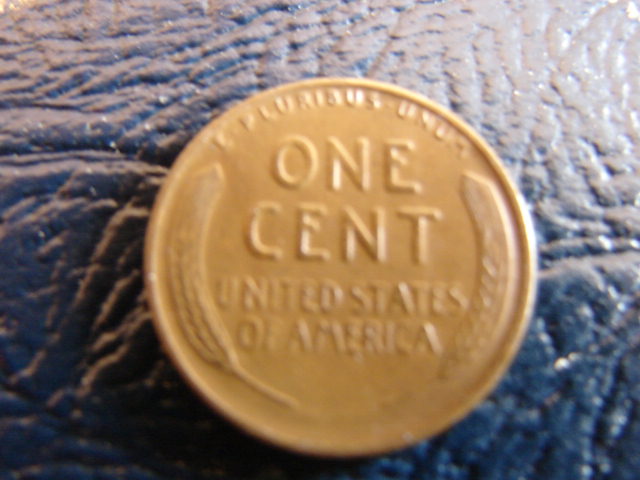 E · PLURIBUS · UNUM
ONE
CENT
UNITED STATES
OF AMERICA